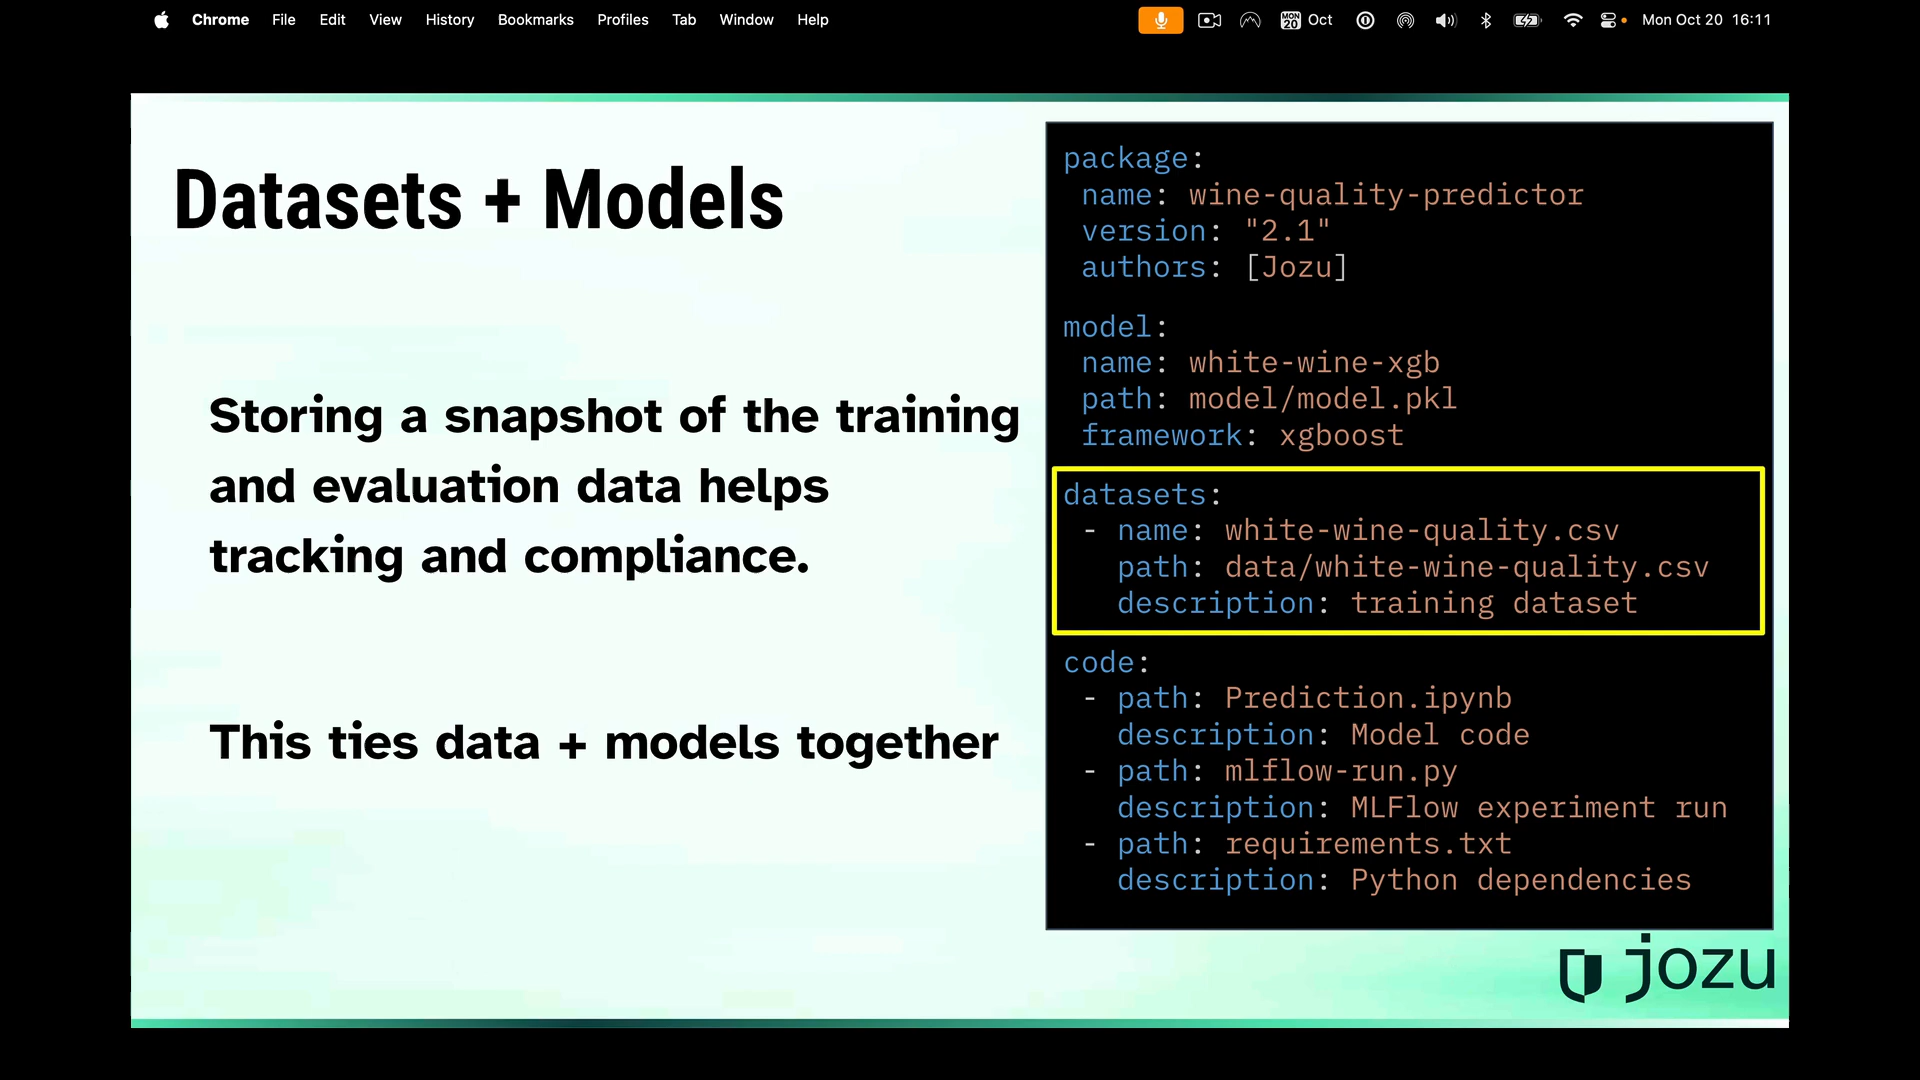 Chrome File Edit View History Bookmarks Profiles Tab Window Help MON 20 Oct Mon Oct 20 16:11
Datasets + Models
Storing a snapshot of the training
and evaluation data helps
tracking and compliance.
This ties data + models together
package:
name: wine-quality-predictor
version: "2.1"
authors: [Jozu]
model:
name: white-wine-xgb
path: model/model.pkl
framework: xgboost
datasets:
- name: white-wine-quality.csv
path: data/white-wine-quality.csv
description: training dataset
code:
- path: Prediction.ipynb
description: Model code
- path: mlflow-run.py
description: MLFlow experiment run
- path: requirements.txt
description: Python dependencies
jozu